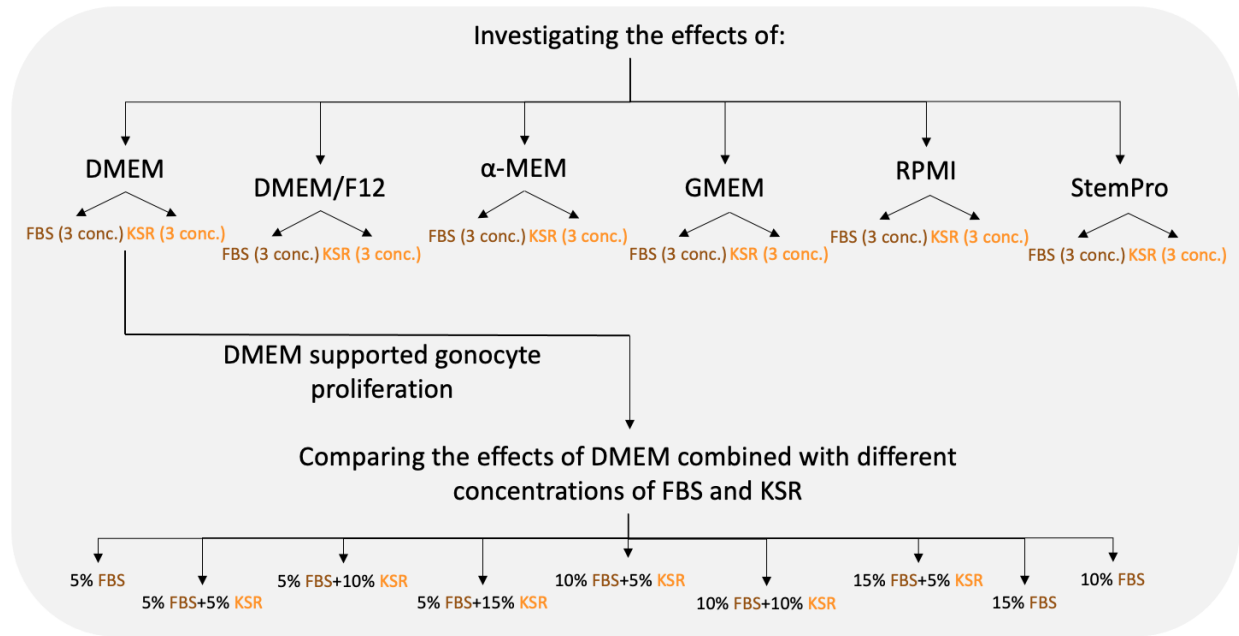 Investigating the effects of:
DMEM
DMEM/F12
α-MEM
GMEM
RPMI
StemPro
FBS (3 conc.) KSR (3 conc.)
FBS (3 conc.) KSR (3 conc.)
FBS (3 conc.) KSR (3 conc.)
FBS (3 conc.) KSR (3 conc.)
FBS (3 conc.) KSR (3 conc.)
FBS (3 conc.) KSR (3 conc.)
DMEM supported gonocyte
proliferation
Comparing the effects of DMEM combined with different
concentrations of FBS and KSR
5% FBS
5% FBS+5% KSR
5% FBS+10% KSR
5% FBS+15% KSR
10% FBS+5% KSR
10% FBS+10% KSR
15% FBS+5% KSR
15% FBS
10% FBS